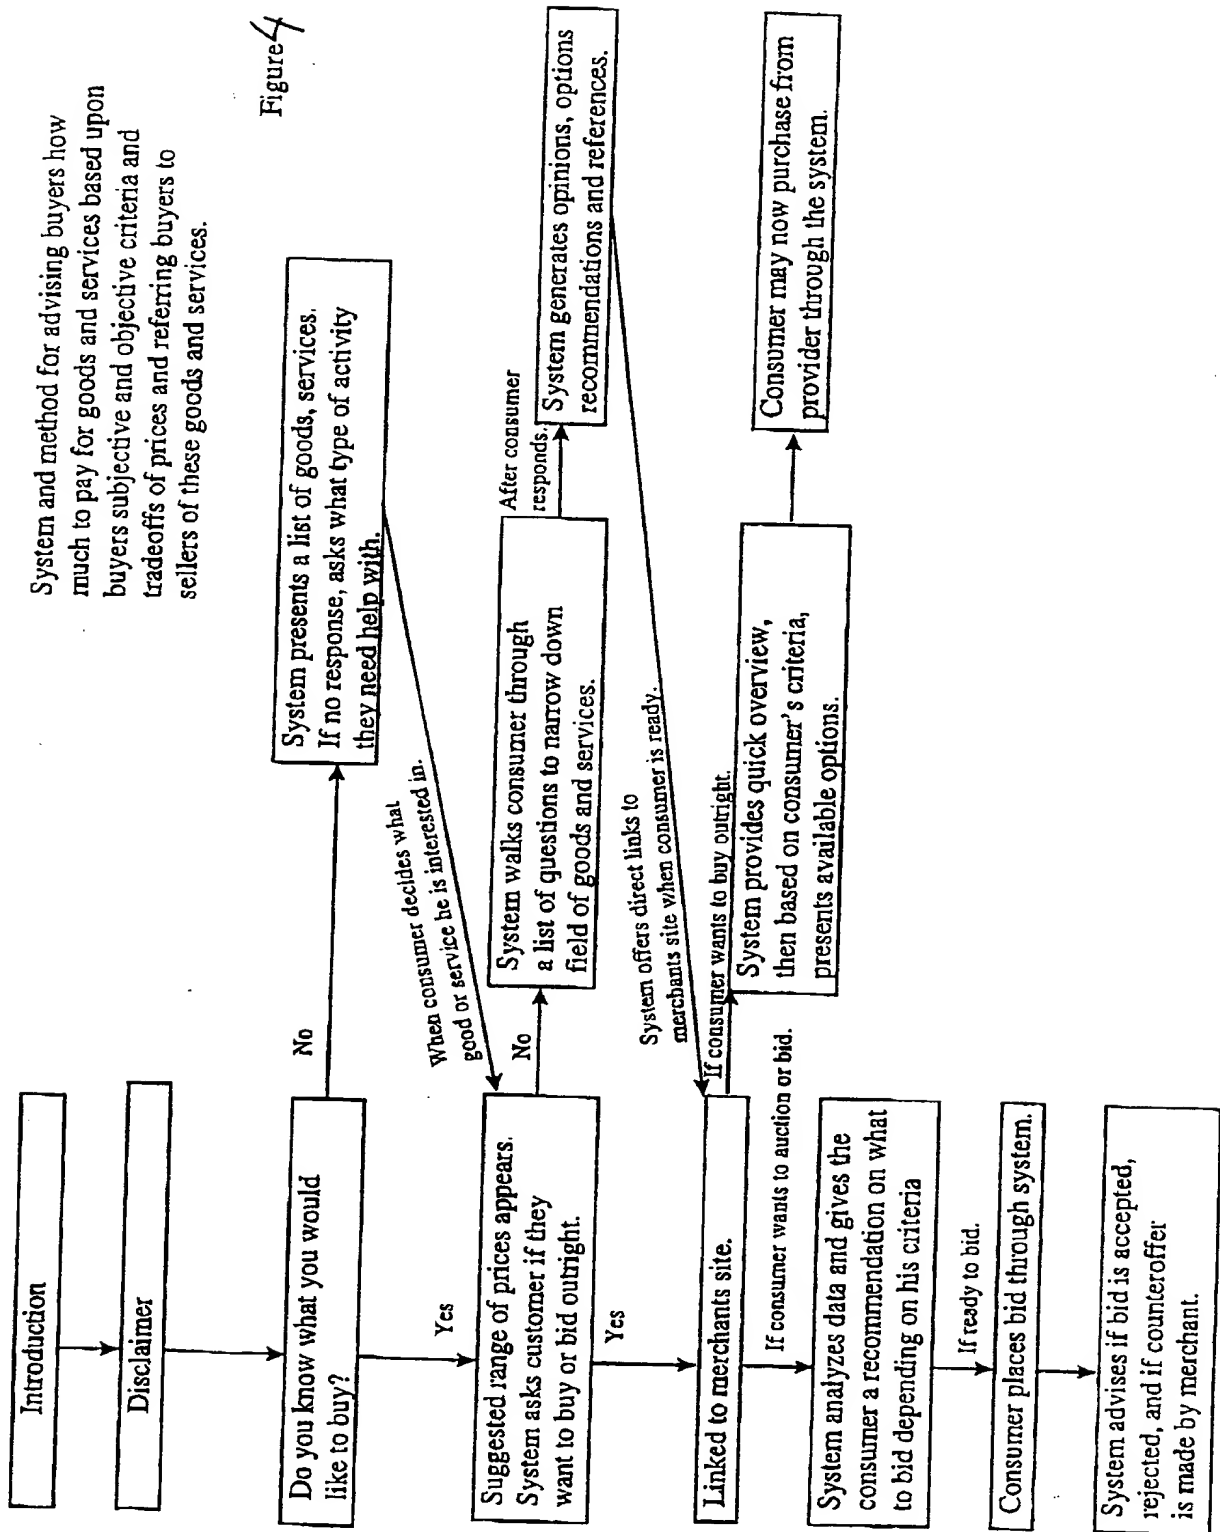 System and method for advising buyers how
much to pay for goods and services based upon
buyers subjective and objective criteria and
tradeoffs of prices and referring buyers to
sellers of these goods and services.
Figure 4
Introduction
Disclaimer
Do you know what you would
like to buy?
No
System presents a list of goods, services.
If no response, asks what type of activity
they need help with.
Yes
When consumer decides what
good or service he is interested in.
Suggested range of prices appears.
System asks customer if they
want to buy or bid outright.
No
System walks consumer through
a list of questions to narrow down
field of goods and services.
After consumer
responds.
System generates opinions, options
recommendations and references.
Yes
System offers direct links to
merchants site when consumer is ready.
Linked to merchants site.
If consumer wants to buy outright.
System provides quick overview,
then based on consumer's criteria,
presents available options.
Consumer may now purchase from
provider through the system.
If consumer wants to auction or bid.
System analyzes data and gives the
consumer a recommendation on what
to bid depending on his criteria
If ready to bid.
Consumer places bid through system.
System advises if bid is accepted,
rejected, and if counteroffer
is made by merchant.